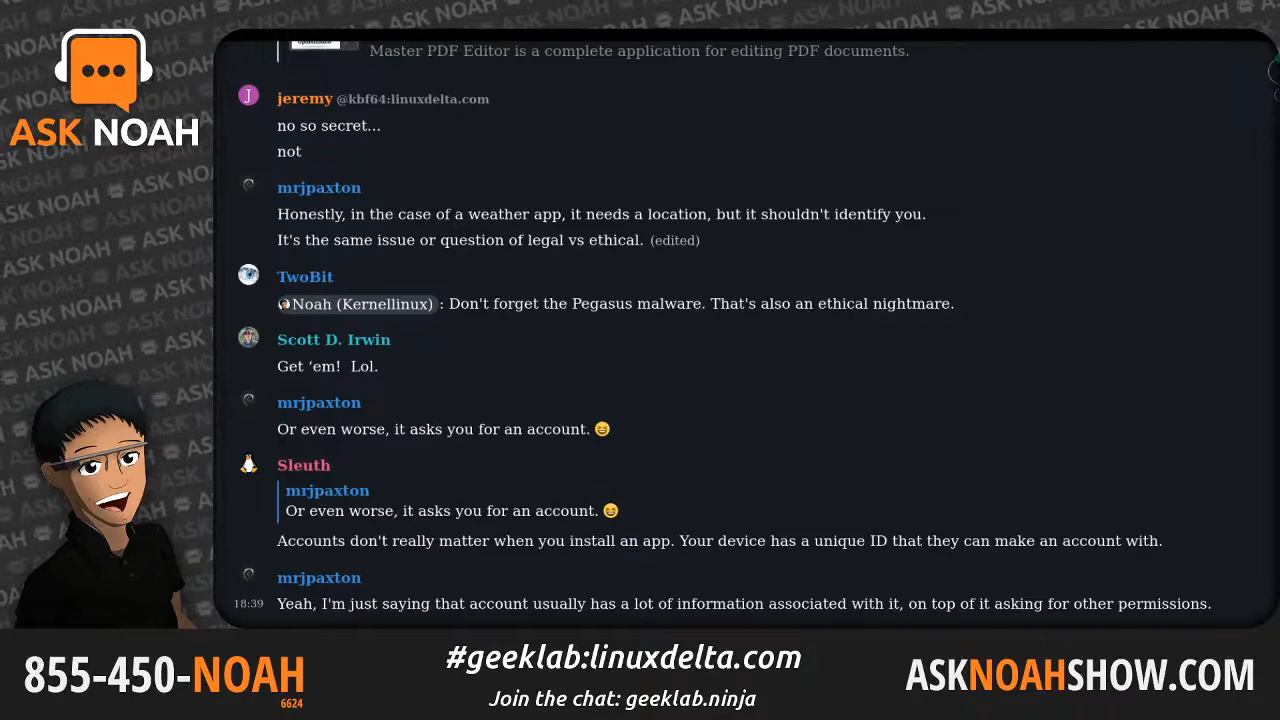 Master PDF Editor is a complete application for editing PDF documents.
ASK NOAH
jeremy @kbf64:linuxdelta.com
no so secret...
not
mrjpaxton
Honestly, in the case of a weather app, it needs a location, but it shouldn't identify you.
It's the same issue or question of legal vs ethical. (edited)
TwoBit
Noah (Kernellinux) : Don't forget the Pegasus malware. That's also an ethical nightmare.
Scott D. Irwin
Get ‘em!  Lol.
mrjpaxton
Or even worse, it asks you for an account. 😆
Sleuth
mrjpaxton
Or even worse, it asks you for an account. 😆
Accounts don't really matter when you install an app. Your device has a unique ID that they can make an account with.
mrjpaxton
18:39 Yeah, I'm just saying that account usually has a lot of information associated with it, on top of it asking for other permissions.
855-450-NOAH
6624
#geeklab:linuxdelta.com
Join the chat: geeklab.ninja
ASKNOAHSHOW.COM